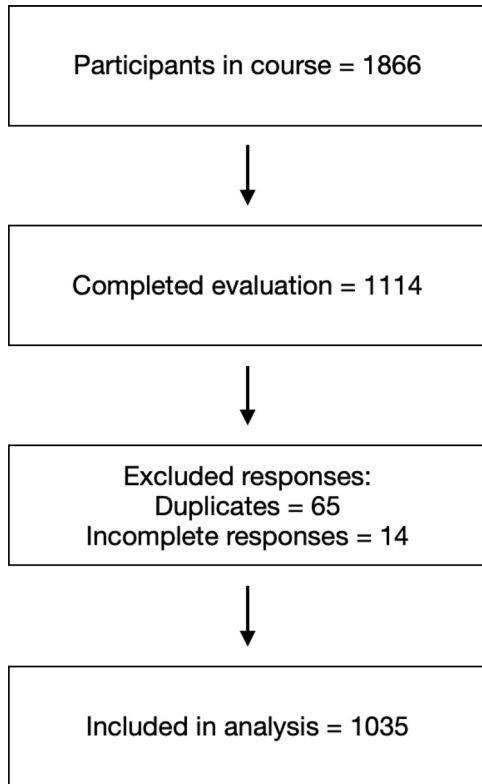 Participants in course = 1866
Completed evaluation = 1114
Excluded responses:
Duplicates = 65
Incomplete responses = 14
Included in analysis = 1035